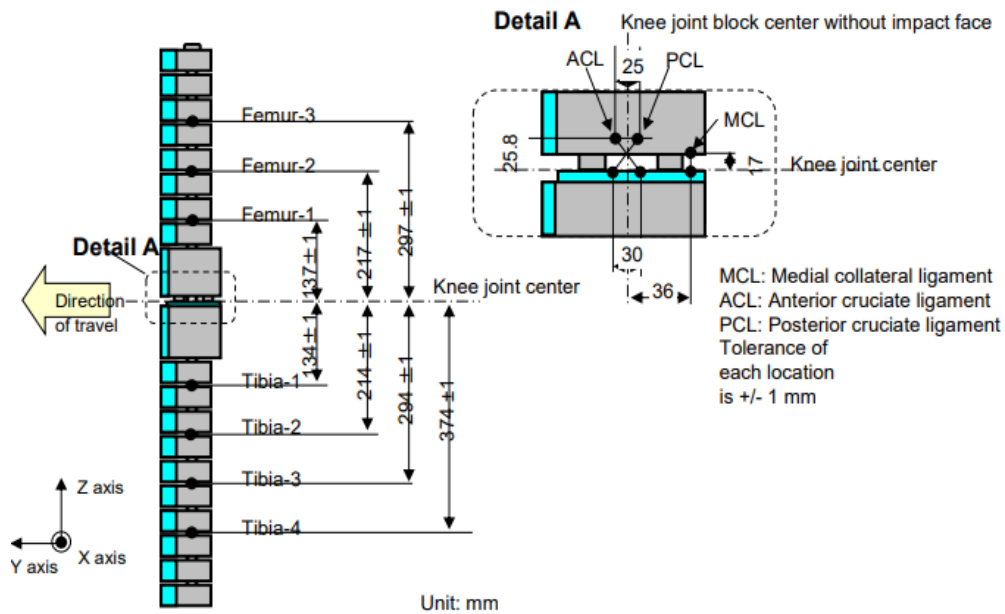 Detail A Knee joint block center without impact face
ACL 25 PCL
MCL
25.8
17
Knee joint center
30
36
Femur-3
Femur-2
Femur-1
Detail A
137 ±1
217 ±1
297 ±1
Knee joint center
Direction
of travel
134±1
214 ±1
294 ±1
374 ±1
Tibia-1
Tibia-2
Tibia-3
Tibia-4
Z axis
X axis
Y axis
MCL: Medial collateral ligament
ACL: Anterior cruciate ligament
PCL: Posterior cruciate ligament
Tolerance of
each location
is +/- 1 mm
Unit: mm